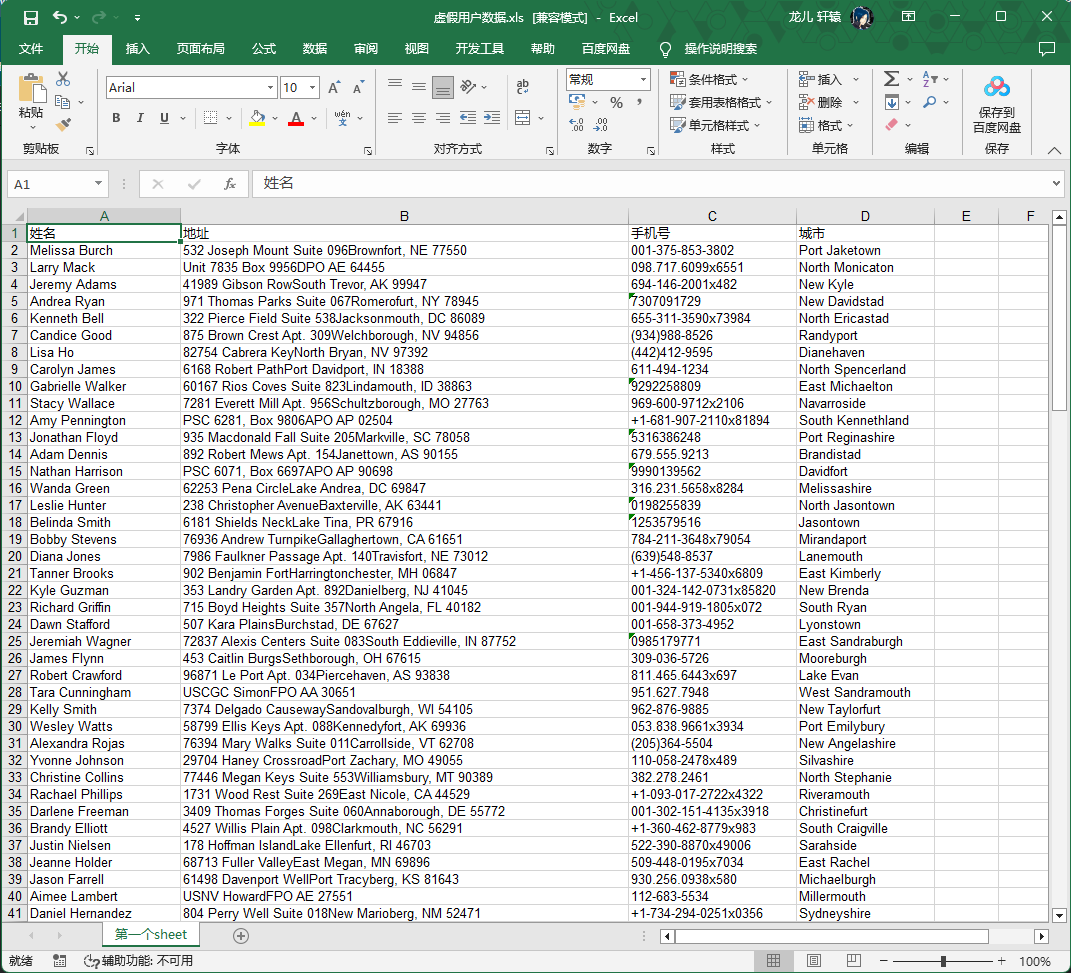 虚假用户数据.xls [兼容模式] - Excel
龙儿 轩辕
文件 开始 插入 页面布局 公式 数据 审阅 视图 开发工具 帮助 百度网盘 操作说明搜索
粘贴
剪贴板
Arial 10
B I U
wén 文
字体
ab
对齐方式
常规
% ,
数字
条件格式
套用表格格式
单元格样式
样式
插入
删除
格式
单元格
编辑
保存到
百度网盘
保存
A1 fx 姓名
A B C D E F
1 姓名 地址 手机号 城市
2 Melissa Burch 532 Joseph Mount Suite 096Brownfort, NE 77550 001-375-853-3802 Port Jaketown
3 Larry Mack Unit 7835 Box 9956DPO AE 64455 098.717.6099x6551 North Monicaton
4 Jeremy Adams 41989 Gibson RowSouth Trevor, AK 99947 694-146-2001x482 New Kyle
5 Andrea Ryan 971 Thomas Parks Suite 067Romerofurt, NY 78945 7307091729 New Davidstad
6 Kenneth Bell 322 Pierce Field Suite 538Jacksonmouth, DC 86089 655-311-3590x73984 North Ericastad
7 Candice Good 875 Brown Crest Apt. 309Welchborough, NV 94856 (934)988-8526 Randyport
8 Lisa Ho 82754 Cabrera KeyNorth Bryan, NV 97392 (442)412-9595 Dianehaven
9 Carolyn James 6168 Robert PathPort Davidport, IN 18388 611-494-1234 North Spencerland
10 Gabrielle Walker 60167 Rios Coves Suite 823Lindamouth, ID 38863 9292258809 East Michaelton
11 Stacy Wallace 7281 Everett Mill Apt. 956Schultzborough, MO 27763 969-600-9712x2106 Navarroside
12 Amy Pennington PSC 6281, Box 9806APO AP 02504 +1-681-907-2110x81894 South Kennethland
13 Jonathan Floyd 935 Macdonald Fall Suite 205Markville, SC 78058 5316386248 Port Reginashire
14 Adam Dennis 892 Robert Mews Apt. 154Janettown, AS 90155 679.555.9213 Brandistad
15 Nathan Harrison PSC 6071, Box 6697APO AP 90698 9990139562 Davidfort
16 Wanda Green 62253 Pena CircleLake Andrea, DC 69847 316.231.5658x8284 Melissashire
17 Leslie Hunter 238 Christopher AvenueBaxterville, AK 63441 0198255839 North Jasontown
18 Belinda Smith 6181 Shields NeckLake Tina, PR 67916 1253579516 Jasontown
19 Bobby Stevens 76936 Andrew TurnpikeGallaghertown, CA 61651 784-211-3648x79054 Mirandaport
20 Diana Jones 7986 Faulkner Passage Apt. 140Travisfort, NE 73012 (639)548-8537 Lanemouth
21 Tanner Brooks 902 Benjamin FortHarringtonchester, MH 06847 +1-456-137-5340x6809 East Kimberly
22 Kyle Guzman 353 Landry Garden Apt. 892Danielberg, NJ 41045 001-324-142-0731x85820 New Brenda
23 Richard Griffin 715 Boyd Heights Suite 357North Angela, FL 40182 001-944-919-1805x072 South Ryan
24 Dawn Stafford 507 Kara PlainsBurchstad, DE 67627 001-658-373-4952 Lyonstown
25 Jeremiah Wagner 72837 Alexis Centers Suite 083South Eddieville, IN 87752 0985179771 East Sandraburgh
26 James Flynn 453 Caitlin BurgsSethborough, OH 67615 309-036-5726 Mooreburgh
27 Robert Crawford 96871 Le Port Apt. 034Piercehaven, AS 93838 811.465.6443x697 Lake Evan
28 Tara Cunningham USCGC SimonFPO AA 30651 951.627.7948 West Sandramouth
29 Kelly Smith 7374 Delgado CausewaySandovalburgh, WI 54105 962-876-9885 New Taylorfurt
30 Wesley Watts 58799 Ellis Keys Apt. 088Kennedyfort, AK 69936 053.838.9661x3934 Port Emilybury
31 Alexandra Rojas 76394 Mary Walks Suite 011Carrollside, VT 62708 (205)364-5504 New Angelashire
32 Yvonne Johnson 29704 Haney CrossroadPort Zachary, MO 49055 110-058-2478x489 Silvashire
33 Christine Collins 77446 Megan Keys Suite 553Williamsbury, MT 90389 382.278.2461 North Stephanie
34 Rachael Phillips 1731 Wood Rest Suite 269East Nicole, CA 44529 +1-093-017-2722x4322 Riveramouth
35 Darlene Freeman 3409 Thomas Forges Suite 060Annaborough, DE 55772 001-302-151-4135x3918 Christinefurt
36 Brandy Elliott 4527 Willis Plain Apt. 098Clarkmouth, NC 56291 +1-360-462-8779x983 South Craigville
37 Justin Nielsen 178 Hoffman IslandLake Ellenfurt, RI 46703 522-390-8870x49006 Sarahside
38 Jeanne Holder 68713 Fuller ValleyEast Megan, MN 69896 509-448-0195x7034 East Rachel
39 Jason Farrell 61498 Davenport WellPort Tracyberg, KS 81643 930.256.0938x580 Michaelburgh
40 Aimee Lambert USNV HowardFPO AE 27551 112-683-5534 Millermouth
41 Daniel Hernandez 804 Perry Well Suite 018New Marioberg, NM 52471 +1-734-294-0251x0356 Sydneyshire
第一个sheet
就绪 辅助功能: 不可用 100%